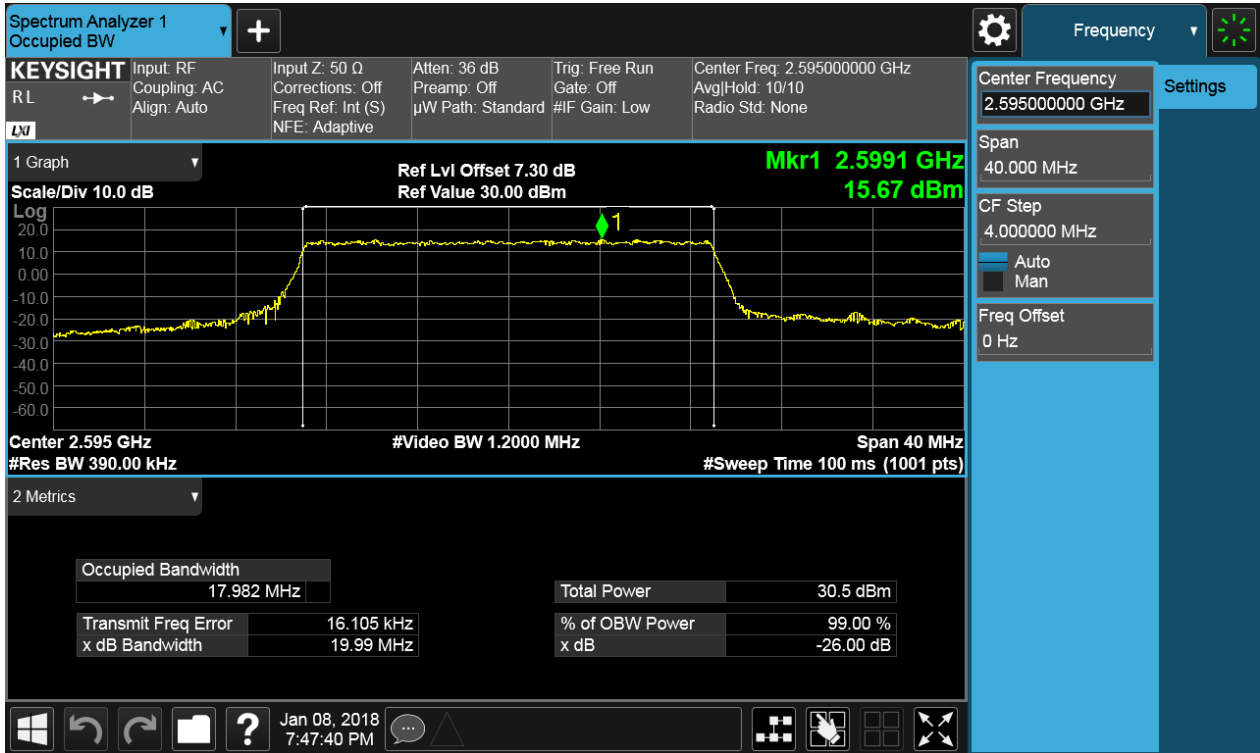 Spectrum Analyzer 1
Occupied BW
+
Frequency
KEYSIGHT
RL
LXI
Input: RF
Coupling: AC
Align: Auto
Input Z: 50 Ω
Corrections: Off
Freq Ref: Int (S)
NFE: Adaptive
Atten: 36 dB
Preamp: Off
µW Path: Standard
Trig: Free Run
Gate: Off
#IF Gain: Low
Center Freq: 2.595000000 GHz
Avg|Hold: 10/10
Radio Std: None
Center Frequency
2.595000000 GHz
Settings
Span
40.000 MHz
CF Step
4.000000 MHz
Auto
Man
Freq Offset
0 Hz
1 Graph
Scale/Div 10.0 dB
Ref Lvl Offset 7.30 dB
Ref Value 30.00 dBm
Mkr1 2.5991 GHz
15.67 dBm
Log
1
20.0
10.0
0.00
-10.0
-20.0
-30.0
-40.0
-50.0
-60.0
Center 2.595 GHz
#Video BW 1.2000 MHz
Span 40 MHz
#Res BW 390.00 kHz
#Sweep Time 100 ms (1001 pts)
2 Metrics
Occupied Bandwidth
17.982 MHz
Total Power 30.5 dBm
Transmit Freq Error 16.105 kHz
% of OBW Power 99.00 %
x dB Bandwidth 19.99 MHz
x dB -26.00 dB
?
Jan 08, 2018
7:47:40 PM